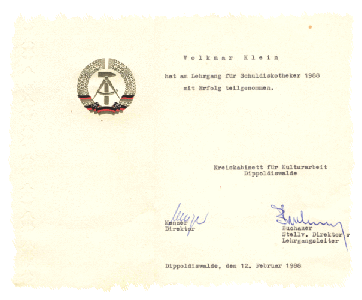 Volkmar Klein
hat am Lehrgang für Schuldiskotheker 1988
mit Erfolg teilgenommen.
Kreiskabinett für Kulturarbeit
Dippoldiswalde
Direktor
Stellv. Direktor
Lehrgangsleiter
Dippoldiswalde, den 12. Februar 1988